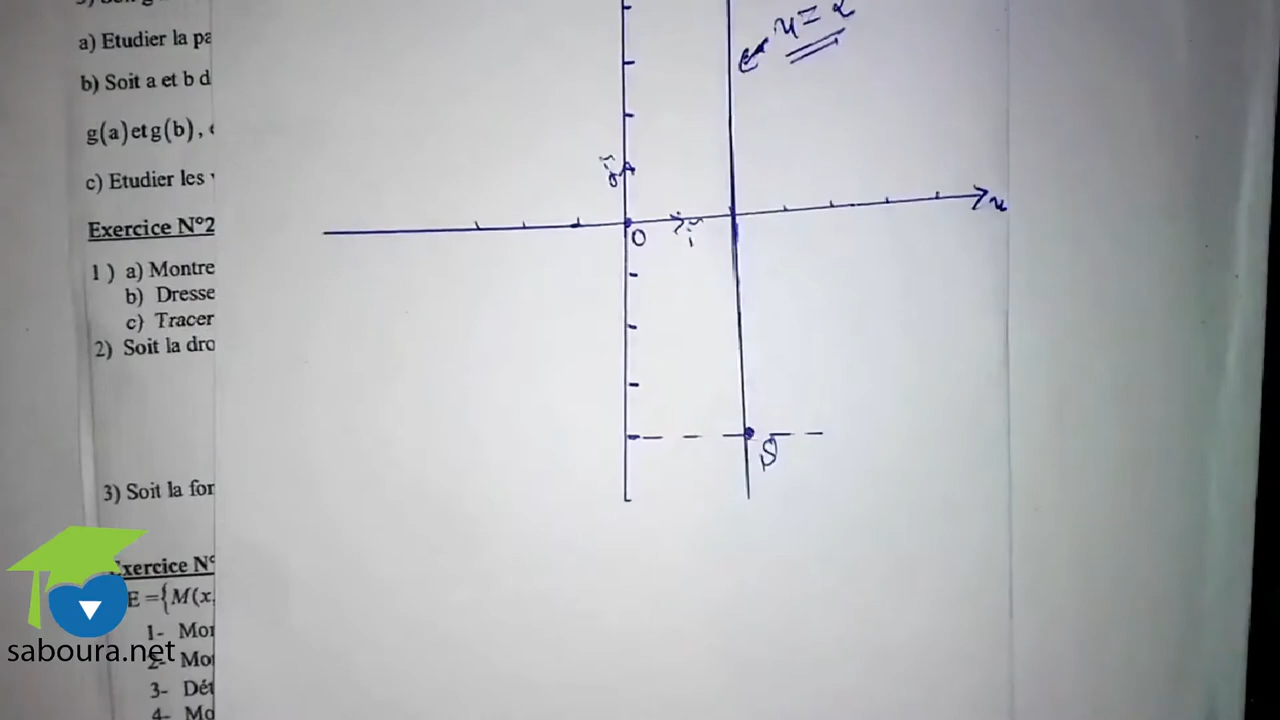 a) Etudier la pa
b) Soit a et b d
g(a) et g(b),
c) Etudier les
Exercice N°2
1) a) Montre
b) Dresse
c) Tracer
2) Soit la dro
3) Soit la for
Exercice N°
E ={M(x,
1- Mon
2- Mo
3- Dét
4- Mo
saboura.net
x = 2
j
O
i
x
S